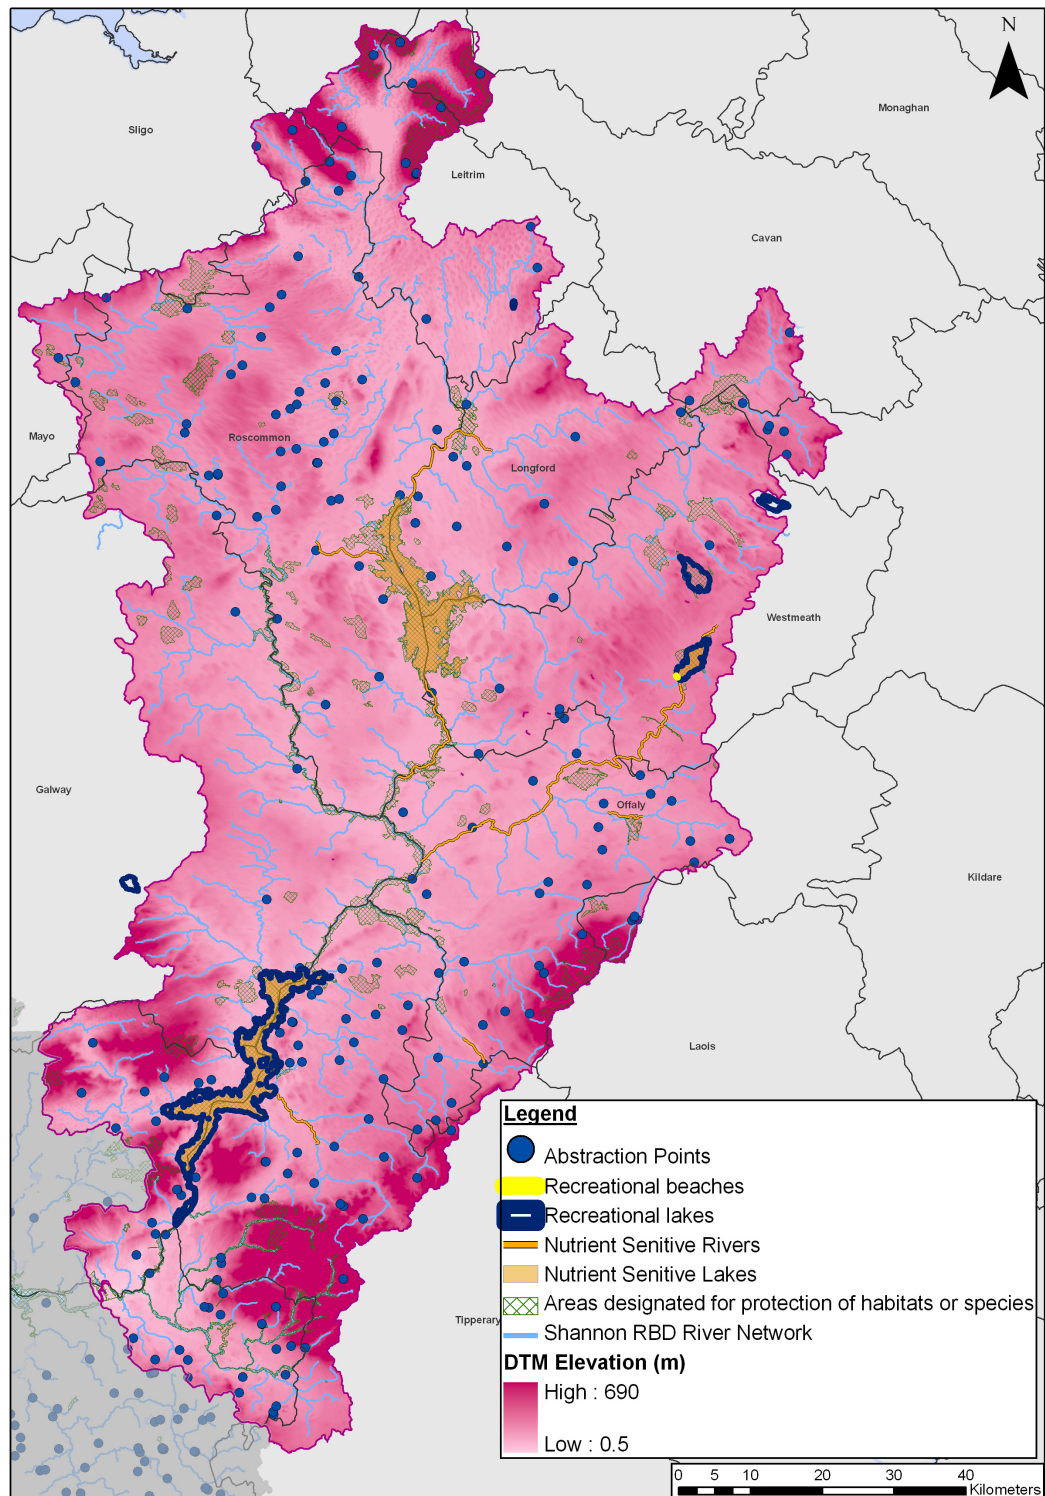 N
Monaghan
Sligo
Leitrim
Cavan
Mayo
Roscommon
Longford
Westmeath
Galway
Offaly
Kildare
Laois
Tipperary
Legend
Abstraction Points
Recreational beaches
Recreational lakes
Nutrient Senitive Rivers
Nutrient Senitive Lakes
Areas designated for protection of habitats or species
Shannon RBD River Network
DTM Elevation (m)
High : 690
Low : 0.5
0 5 10 20 30 40
Kilometers